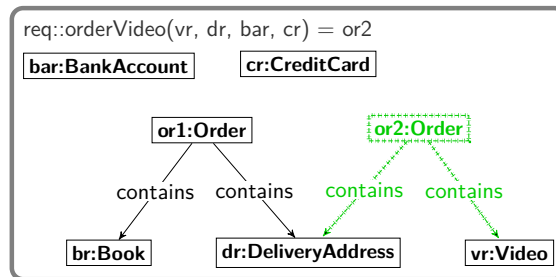 req::orderVideo(vr, dr, bar, cr) = or2
bar:BankAccount cr:CreditCard
or1:Order or2:Order
contains contains contains contains
br:Book dr:DeliveryAddress vr:Video